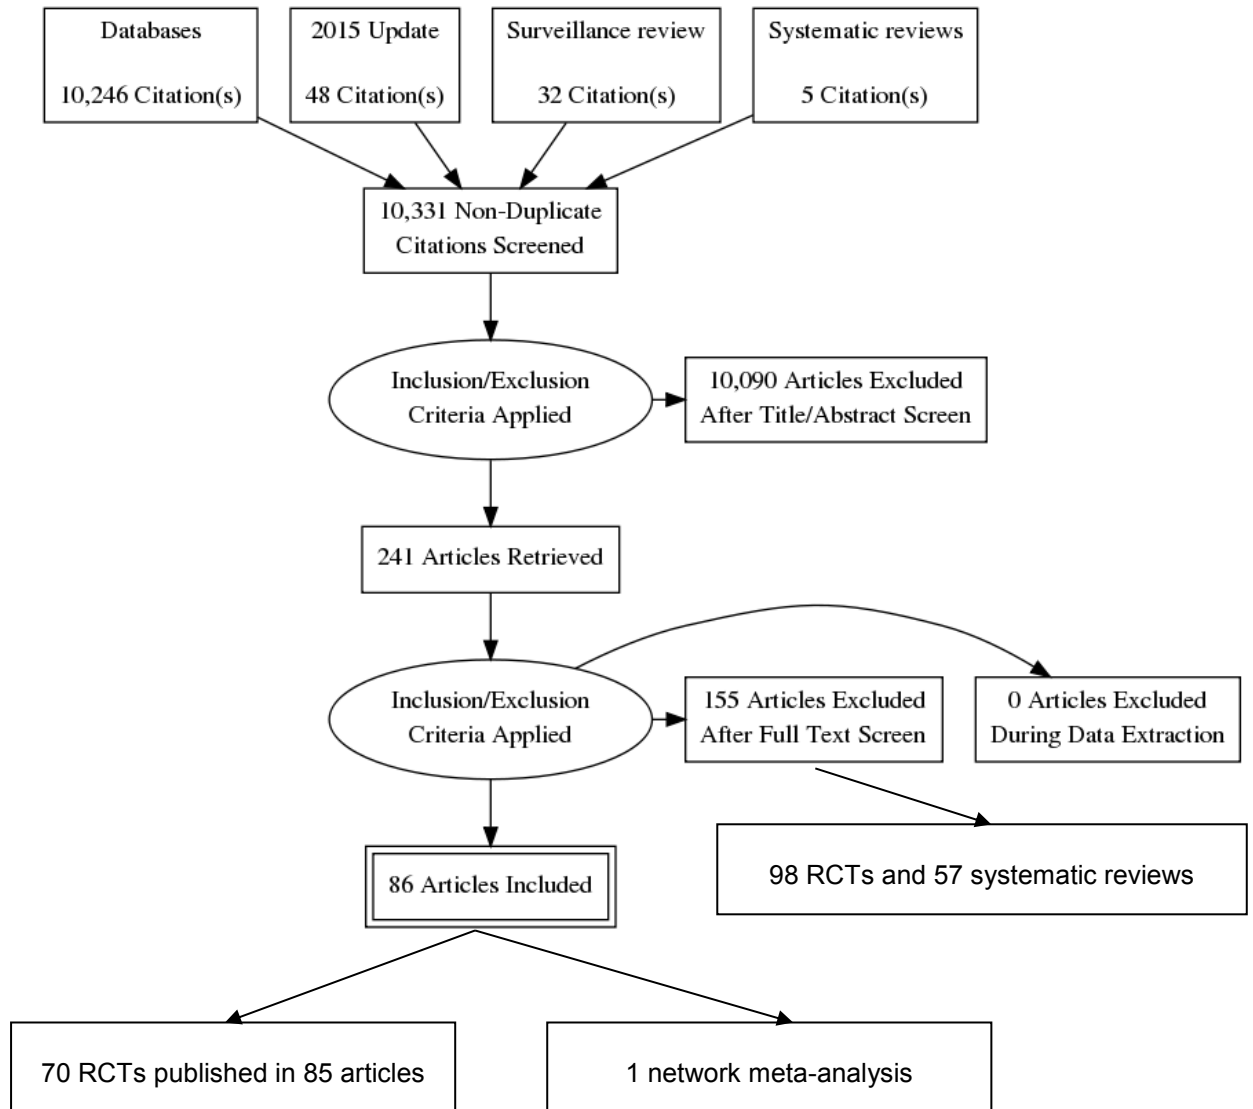 Databases
10,246 Citation(s)
2015 Update
48 Citation(s)
Surveillance review
32 Citation(s)
Systematic reviews
5 Citation(s)
10,331 Non-Duplicate
Citations Screened
Inclusion/Exclusion
Criteria Applied
10,090 Articles Excluded
After Title/Abstract Screen
241 Articles Retrieved
Inclusion/Exclusion
Criteria Applied
155 Articles Excluded
After Full Text Screen
0 Articles Excluded
During Data Extraction
98 RCTs and 57 systematic reviews
86 Articles Included
70 RCTs published in 85 articles
1 network meta-analysis